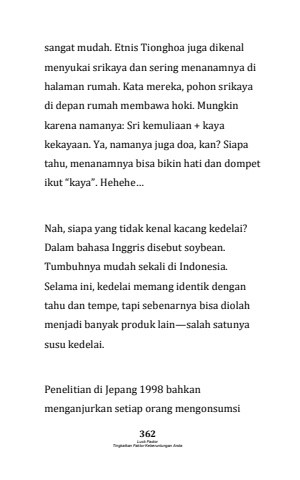 sangat mudah. Etnis Tionghoa juga dikenal
menyukai srikaya dan sering menanamnya di
halaman rumah. Kata mereka, pohon srikaya
di depan rumah membawa hoki. Mungkin
karena namanya: Sri kemuliaan + kaya
kekayaan. Ya, namanya juga doa, kan? Siapa
tahu, menanamnya bisa bikin hati dan dompet
ikut “kaya”. Hehehe…
Nah, siapa yang tidak kenal kacang kedelai?
Dalam bahasa Inggris disebut soybean.
Tumbuhnya mudah sekali di Indonesia.
Selama ini, kedelai memang identik dengan
tahu dan tempe, tapi sebenarnya bisa diolah
menjadi banyak produk lain—salah satunya
susu kedelai.
Penelitian di Jepang 1998 bahkan
menganjurkan setiap orang mengonsumsi
362
Luck Factor
Tingkatkan Faktor Keberuntungan Anda